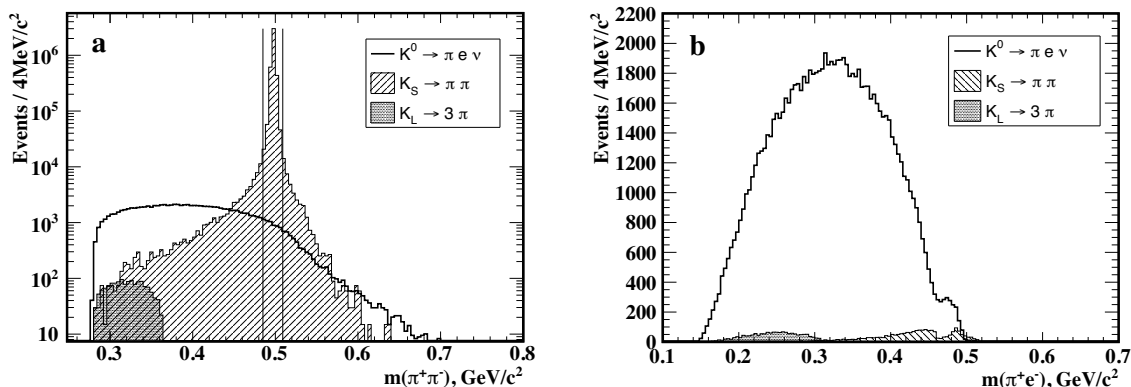 a
K⁰ → π e ν
K_S → π π
K_L → 3 π
Events / 4MeV/c²
10⁶
10⁵
10⁴
10³
10²
10
0.3 0.4 0.5 0.6 0.7 0.8
m(π⁺π⁻), GeV/c²
b
K⁰ → π e ν
K_S → π π
K_L → 3 π
Events / 4MeV/c²
2200
2000
1800
1600
1400
1200
1000
800
600
400
200
0
0.1 0.2 0.3 0.4 0.5 0.6 0.7
m(π⁺e⁻), GeV/c²